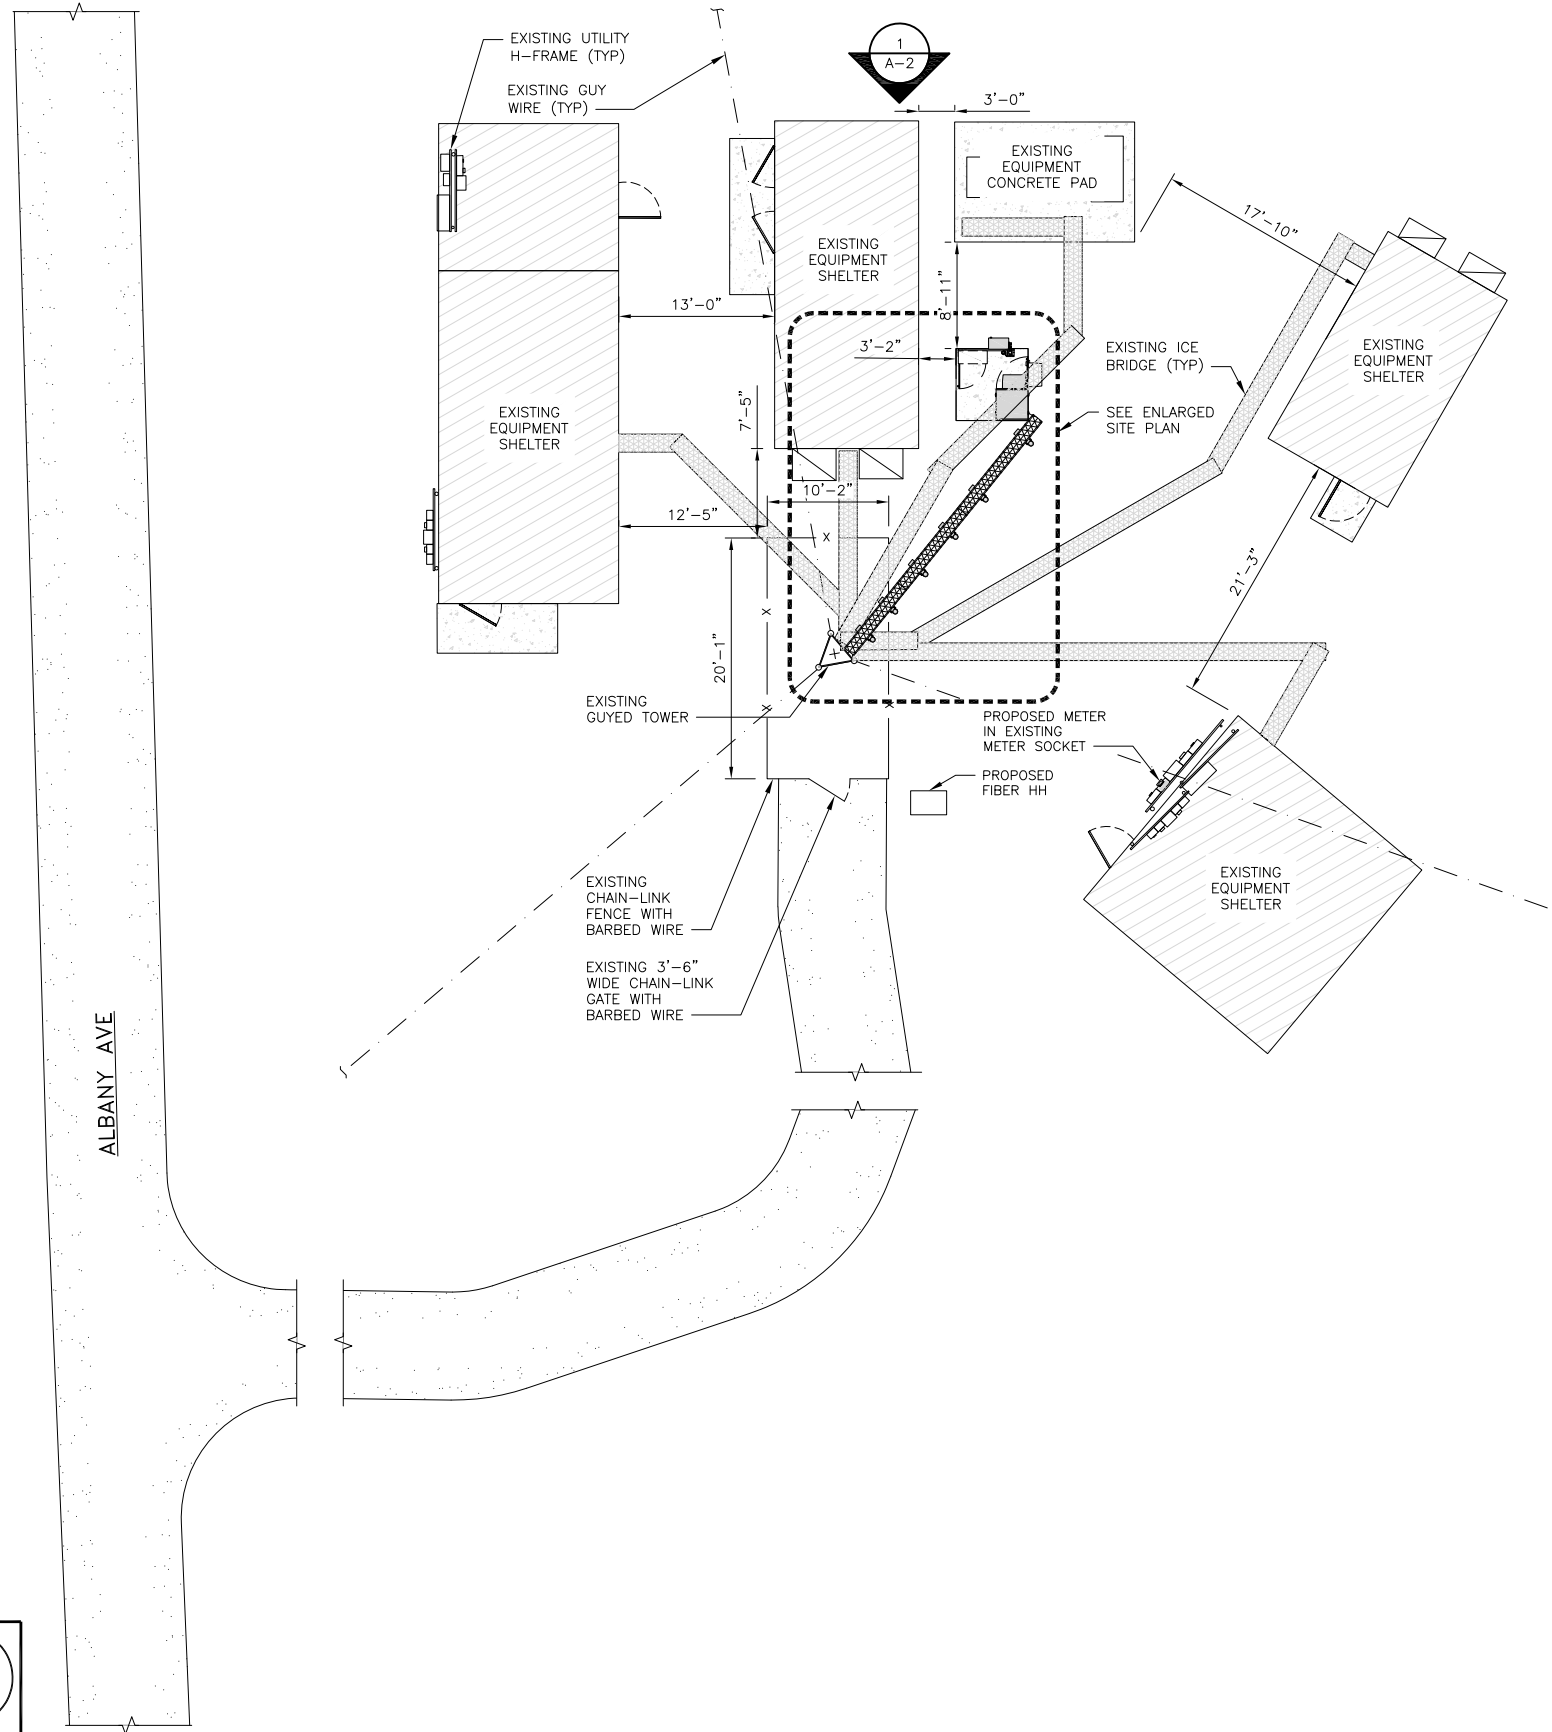 EXISTING UTILITY
H-FRAME (TYP)
EXISTING GUY
WIRE (TYP)
1
A-2
3'-0"
EXISTING
EQUIPMENT
CONCRETE PAD
17'-10"
EXISTING
EQUIPMENT
SHELTER
13'-0"
8'-11"
3'-2"
EXISTING ICE
BRIDGE (TYP)
EXISTING
EQUIPMENT
SHELTER
EXISTING
EQUIPMENT
SHELTER
7'-5"
SEE ENLARGED
SITE PLAN
10'-2"
12'-5"
X
X
21'-3"
20'-1"
EXISTING
GUYED TOWER
X
X
PROPOSED METER
IN EXISTING
METER SOCKET
PROPOSED
FIBER HH
EXISTING
CHAIN-LINK
FENCE WITH
BARBED WIRE
EXISTING
EQUIPMENT
SHELTER
EXISTING 3'-6"
WIDE CHAIN-LINK
GATE WITH
BARBED WIRE
ALBANY AVE